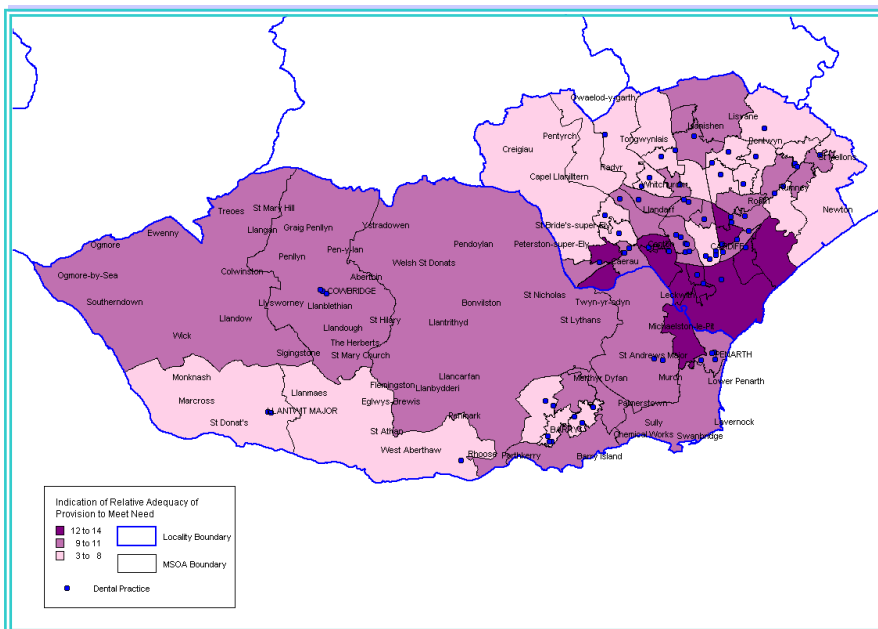 Gwaelod-y-garth
Lisvane
Llanishen
Pentyrch
Tongwynlais
Creigiau
Pontwyn
St Mellons
Radyr
Capel Llanilltern
Whitchurch
Rumney
Treoes
St Mary Hill
Roath
Llandaff
Newton
Ewenny
Llangan
Graig Penllyn
Ystradowen
St Bride's-super-Ely
Ogmore
Pen-y-lan
Pendoylan
Peterston-super-Ely
Canton
CARDIFF
Penllyn
Welsh St Donats
Caerau
Ogmore-by-Sea
Colwinston
Aberthin
COWBRIDGE
St Nicholas
Leckwith
Southerndown
Llysworney
Llanblethian
Bonvilston
Twyn-yr-odyn
Llandow
St Hilary
Llantrithyd
St Lythans
Michaelston-le-Pit
Llandough
Wick
The Herberts
Sigingstone
St Mary Church
St Andrews Major
PENARTH
Monknash
Llancarfan
Merthyr Dyfan
Murch
Lower Penarth
Llanmaes
Flemingston
Llanbydderi
Marcross
Eglwys-Brewis
Palmerstown
LLANTWIT MAJOR
Penmark
St Donat's
Sully
Lavernock
St Athan
BARRY
Chemical Works
Swanbridge
West Aberthaw
Rhoose
Porthkerry
Barry Island
Indication of Relative Adequacy of
Provision to Meet Need
12 to 14
9 to 11
3 to 8
Locality Boundary
MSOA Boundary
Dental Practice